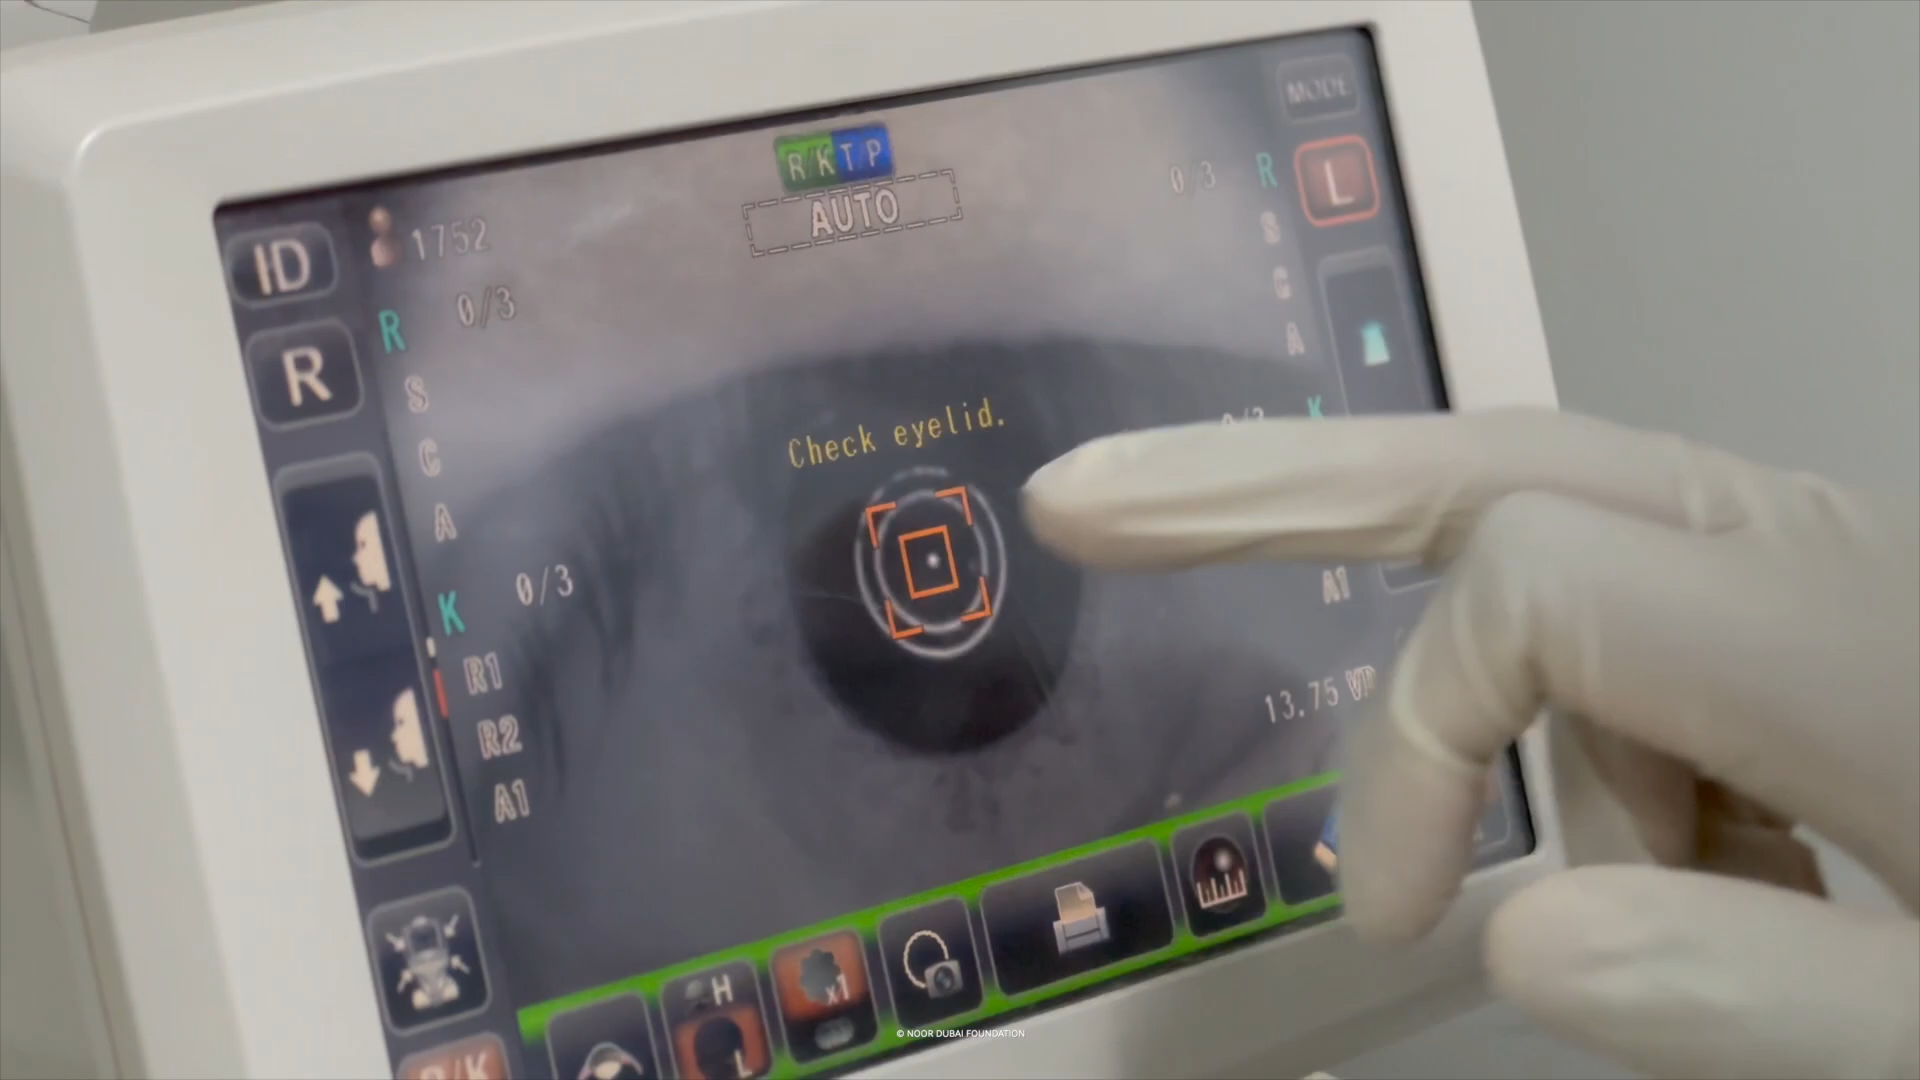 MODE
R/K T/P
AUTO
0/3 R
L
ID
1752
S
R 0/3
C
R
A
S
K
Check eyelid.
C
A
K 0/3
A1
R1
13.75 VD
R2
A1
H
x1
L
R/K
© NOOR DUBAI FOUNDATION